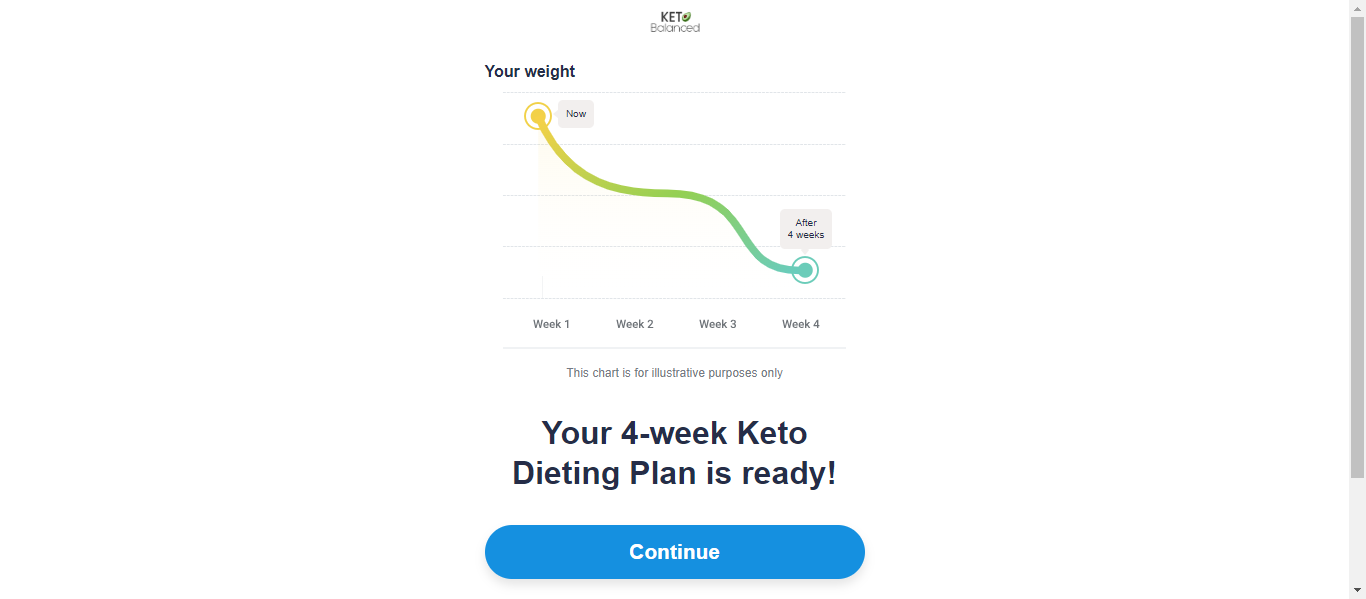 KETO
Balanced
Your weight
Now
After
4 weeks
Week 1 Week 2 Week 3 Week 4
This chart is for illustrative purposes only
Your 4-week Keto
Dieting Plan is ready!
Continue